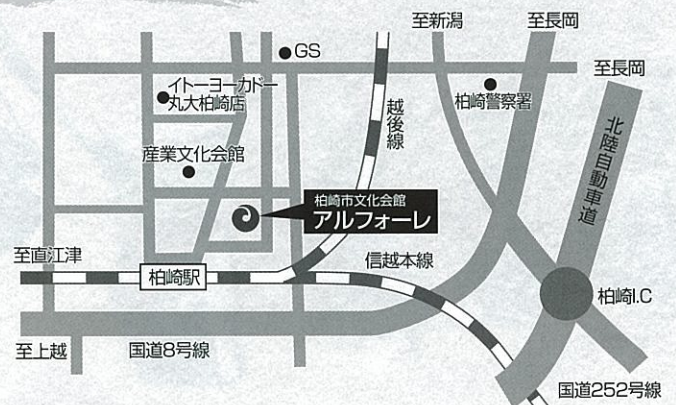 至新潟
至長岡
GS
至長岡
イトーヨーカドー
丸大柏崎店
柏崎警察署
越後線
北陸自動車道
産業文化会館
柏崎市文化会館
アルフォーレ
至直江津
柏崎駅
信越本線
柏崎I.C
至上越
国道8号線
国道252号線